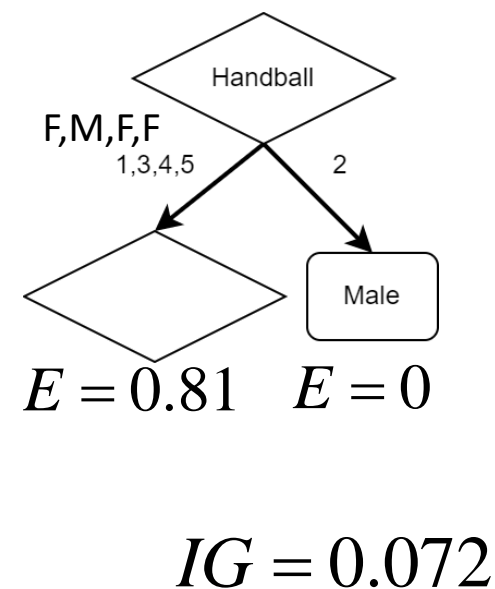 Handball
F,M,F,F
1,3,4,5
2
Male
E = 0.81
E = 0
IG = 0.072